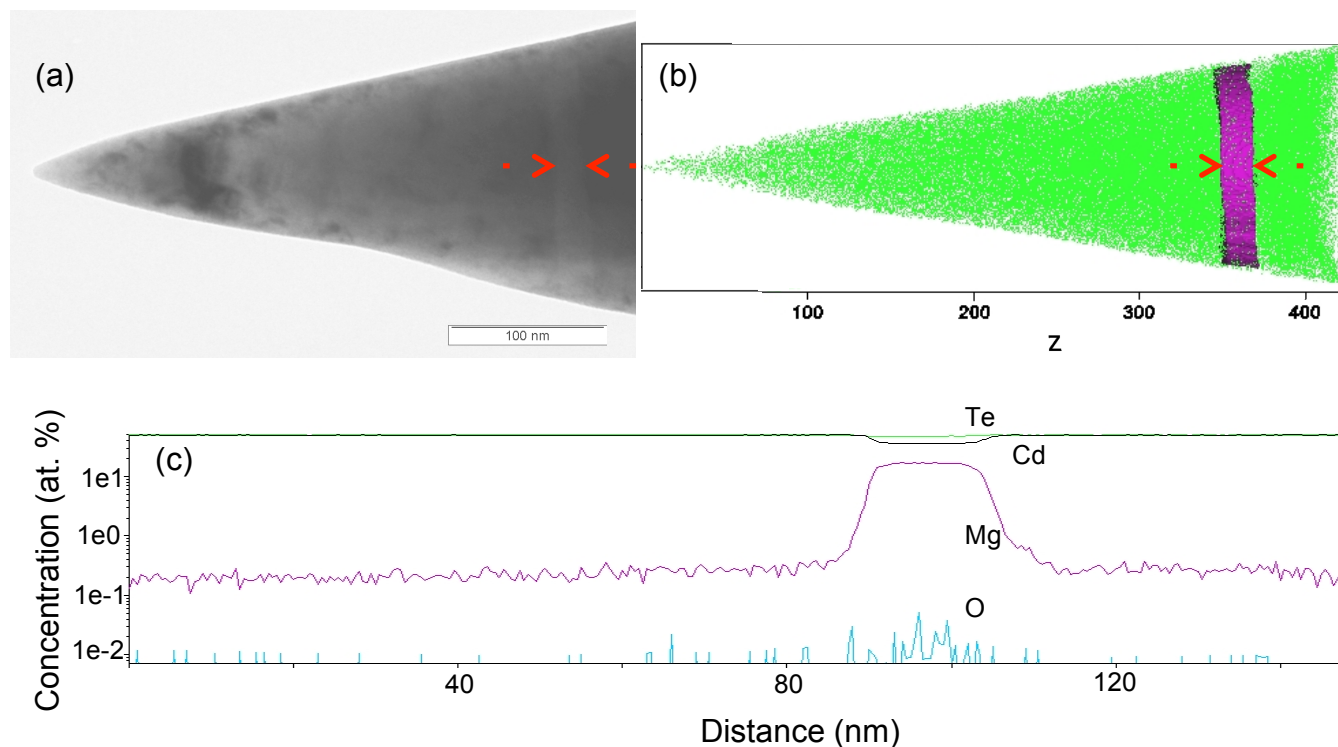 (a)
100 nm
(b)
100
200
300
400
z
Concentration (at. %)
1e1
1e0
1e-1
1e-2
(c)
Te
Cd
Mg
O
40
80
120
Distance (nm)